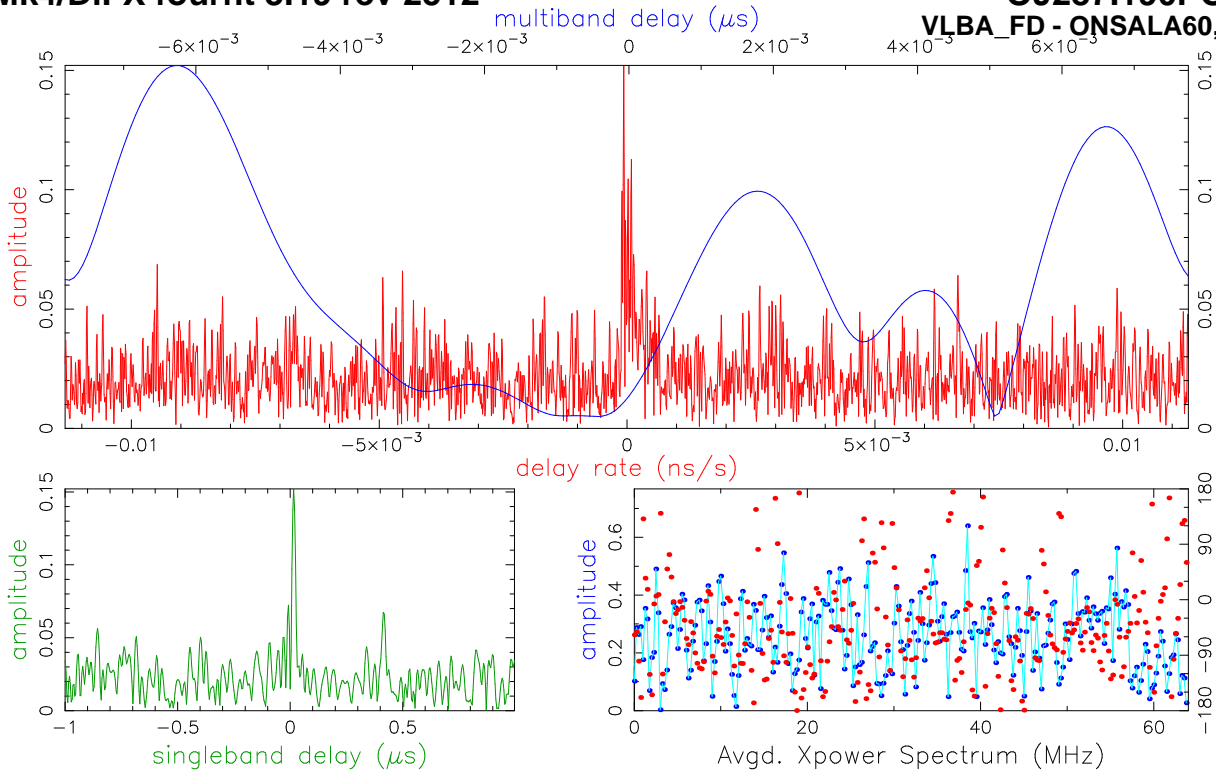 multiband delay (μs)
VLBA_FD - ONSALA60,
−6×10⁻³ −4×10⁻³ −2×10⁻³ 0 2×10⁻³ 4×10⁻³ 6×10⁻³
amplitude
0 0.05 0.1 0.15
0 0.05 0.1 0.15
−0.01 −5×10⁻³ 0 5×10⁻³ 0.01
delay rate (ns/s)
amplitude
0 0.05 0.1 0.15
−1 −0.5 0 0.5
singleband delay (μs)
amplitude
0 0.2 0.4 0.6
−180 −90 0 90 180
0 20 40 60
Avgd. Xpower Spectrum (MHz)